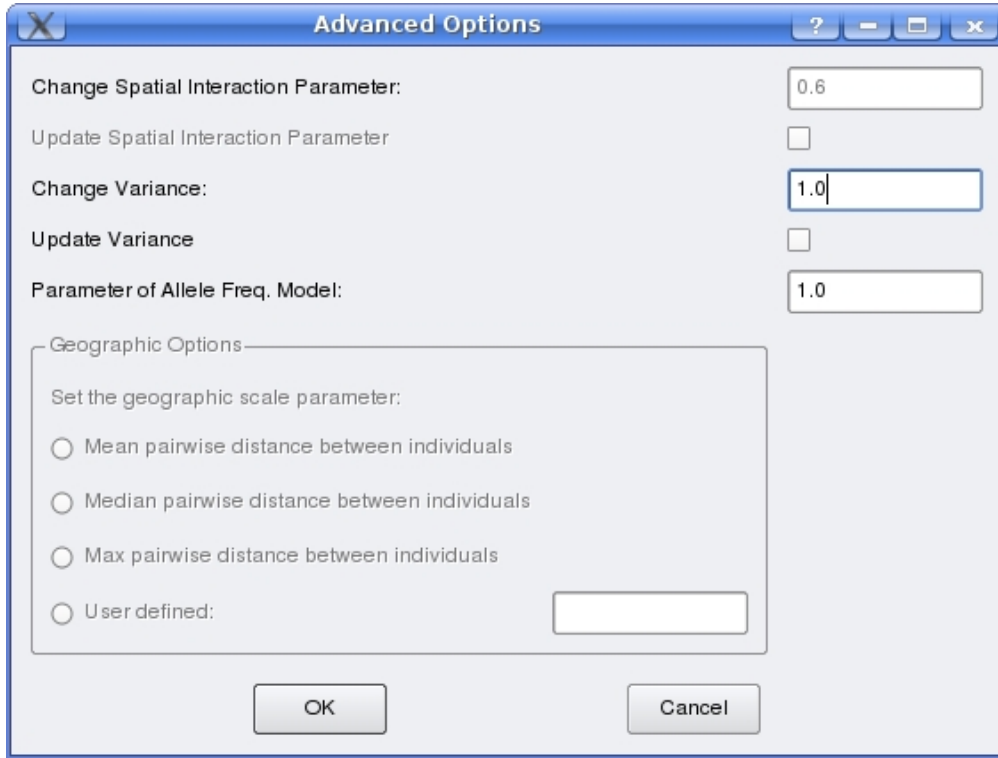 Advanced Options
Change Spatial Interaction Parameter: 0.6
Update Spatial Interaction Parameter
Change Variance: 1.0
Update Variance
Parameter of Allele Freq. Model: 1.0
Geographic Options
Set the geographic scale parameter:
Mean pairwise distance between individuals
Median pairwise distance between individuals
Max pairwise distance between individuals
User defined:
OK Cancel